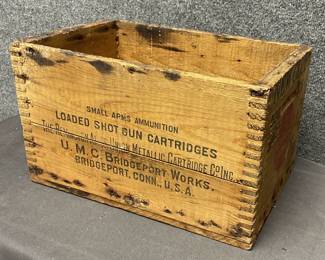 SMALL ARMS AMMUNITION
LOADED SHOT GUN CARTRIDGES
THE REMINGTON ARMS UNION METALLIC CARTRIDGE CO INC.
U.M.C. BRIDGEPORT WORKS.
BRIDGEPORT, CONN., U.S.A.